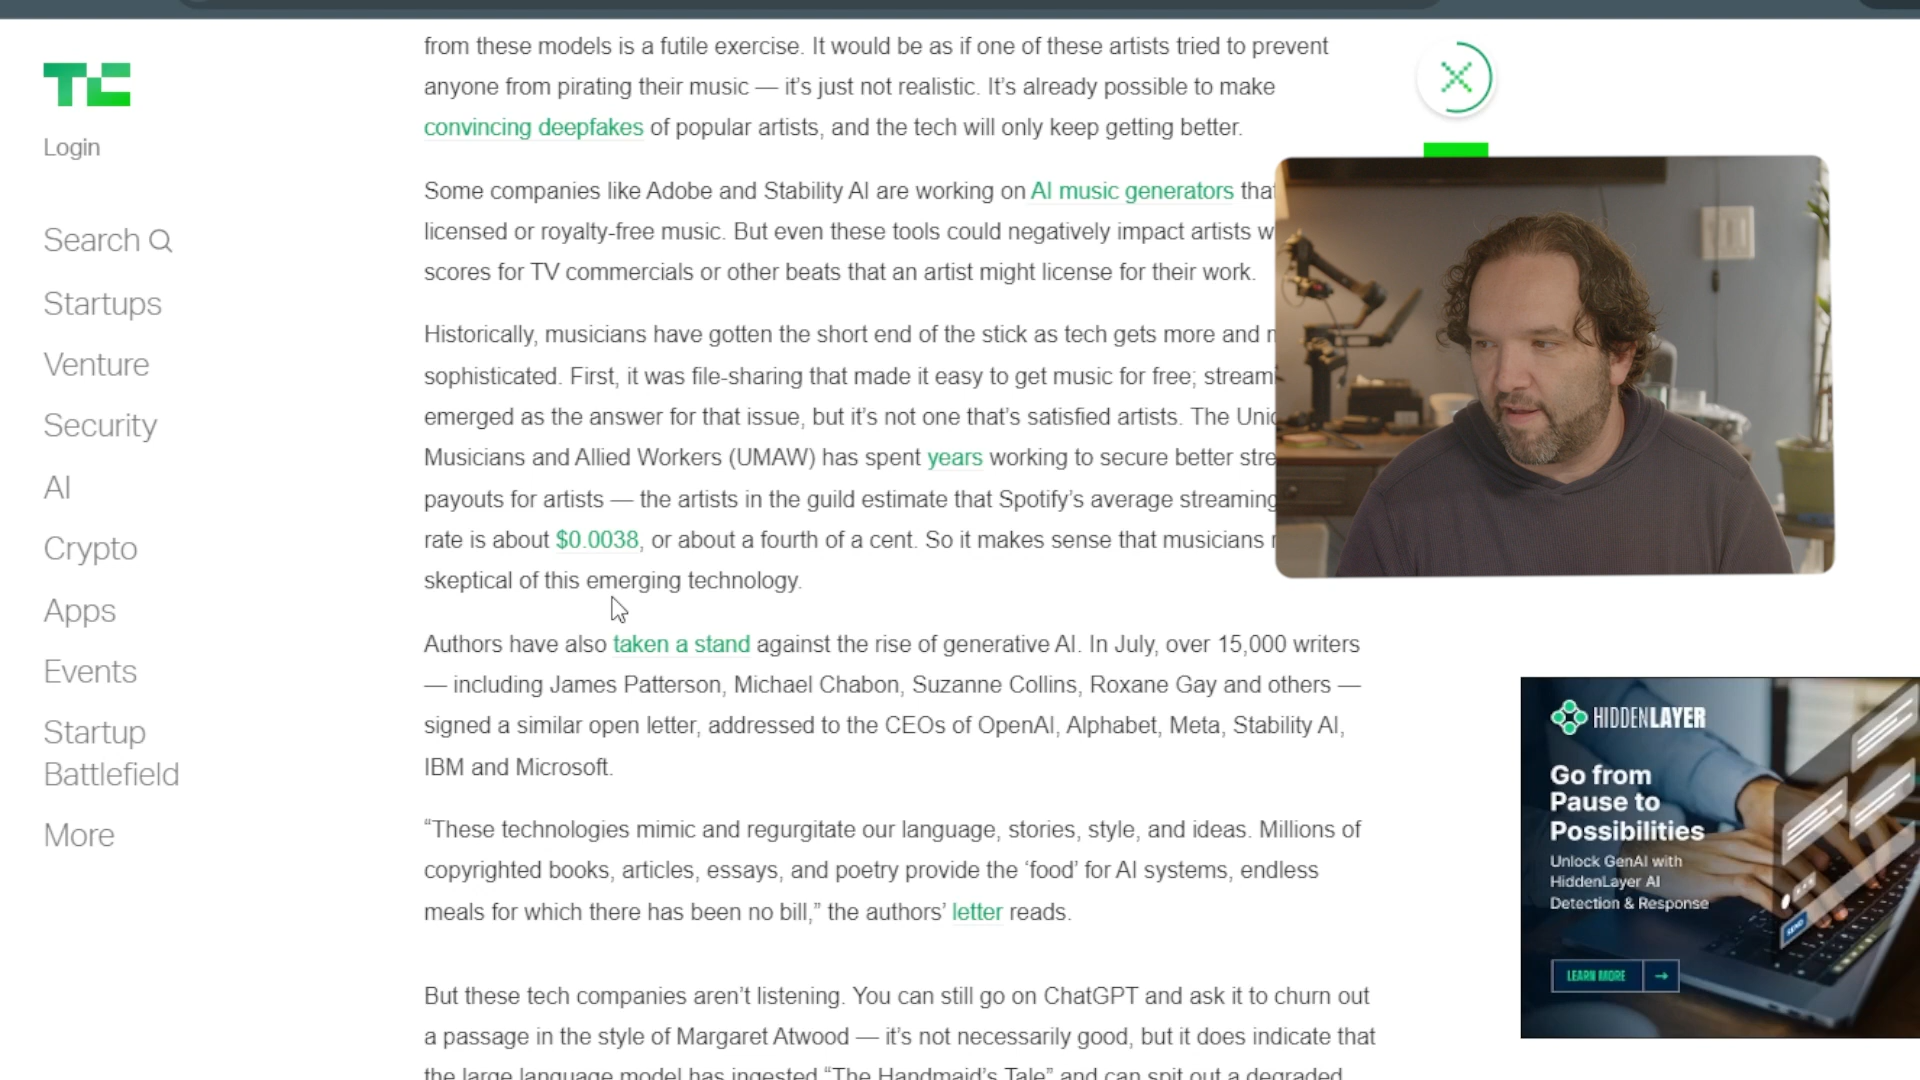 TC
Login
Search
Startups
Venture
Security
AI
Crypto
Apps
Events
Startup
Battlefield
More
from these models is a futile exercise. It would be as if one of these artists tried to prevent
anyone from pirating their music — it’s just not realistic. It’s already possible to make
convincing deepfakes of popular artists, and the tech will only keep getting better.
Some companies like Adobe and Stability AI are working on AI music generators that
licensed or royalty-free music. But even these tools could negatively impact artists
scores for TV commercials or other beats that an artist might license for their work.
Historically, musicians have gotten the short end of the stick as tech gets more and
sophisticated. First, it was file-sharing that made it easy to get music for free;
emerged as the answer for that issue, but it’s not one that’s satisfied artists. The
Musicians and Allied Workers (UMAW) has spent years working to secure better
payouts for artists — the artists in the guild estimate that Spotify’s average streaming
rate is about $0.0038, or about a fourth of a cent. So it makes sense that musicians
skeptical of this emerging technology.
Authors have also taken a stand against the rise of generative AI. In July, over 15,000 writers
— including James Patterson, Michael Chabon, Suzanne Collins, Roxane Gay and others —
signed a similar open letter, addressed to the CEOs of OpenAI, Alphabet, Meta, Stability AI,
IBM and Microsoft.
“These technologies mimic and regurgitate our language, stories, style, and ideas. Millions of
copyrighted books, articles, essays, and poetry provide the ‘food’ for AI systems, endless
meals for which there has been no bill,” the authors’ letter reads.
But these tech companies aren’t listening. You can still go on ChatGPT and ask it to churn out
a passage in the style of Margaret Atwood — it’s not necessarily good, but it does indicate that
the large language model has ingested “The Handmaid’s Tale” and can spit out a degraded
HIDDENLAYER
Go from
Pause to
Possibilities
Unlock GenAI with
HiddenLayer AI
Detection & Response
LEARN MORE →
SEND